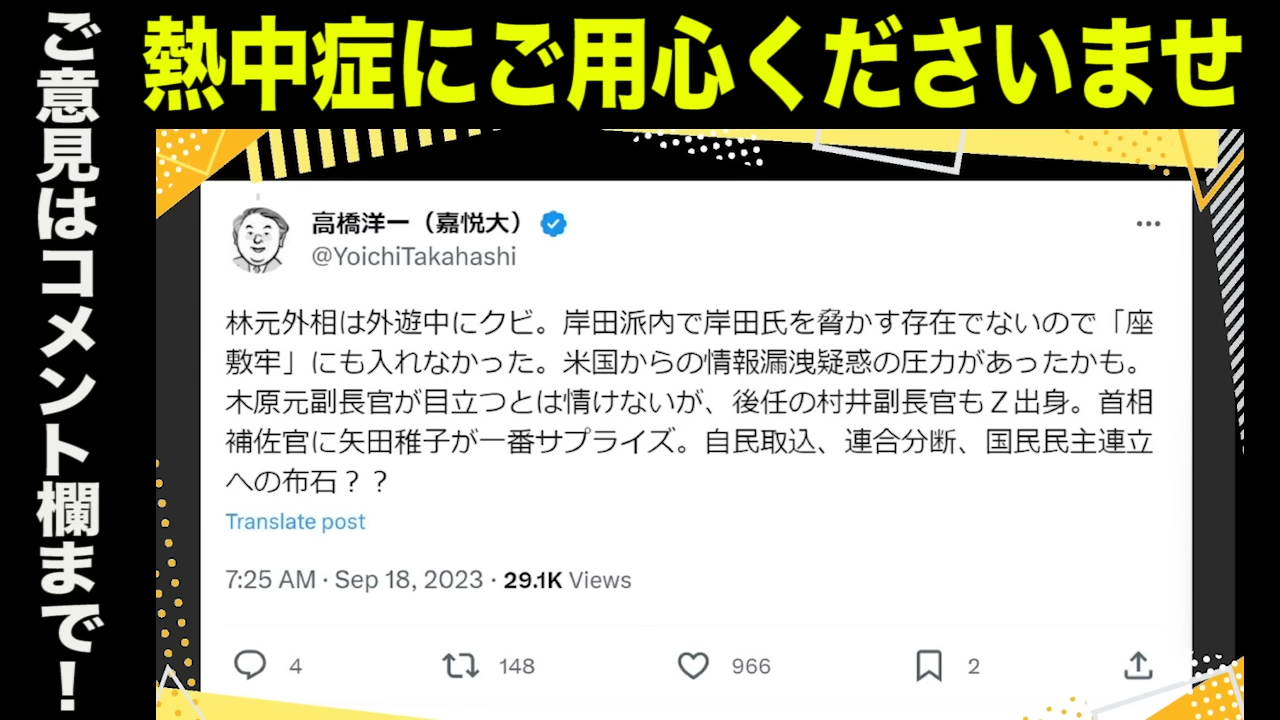 熱中症にご用心くださいませ
ご意見はコメント欄まで！
高橋洋一（嘉悦大）
@YoichiTakahashi
林元外相は外遊中にクビ。岸田派内で岸田氏を脅かす存在でないので「座
敷牢」にも入れなかった。米国からの情報漏洩疑惑の圧力があったかも。
木原元副長官が目立つとは情けないが、後任の村井副長官もＺ出身。首相
補佐官に矢田稚子が一番サプライズ。自民取込、連合分断、国民民主連立
への布石？？
Translate post
7:25 AM · Sep 18, 2023 · 29.1K Views
4 148 966 2